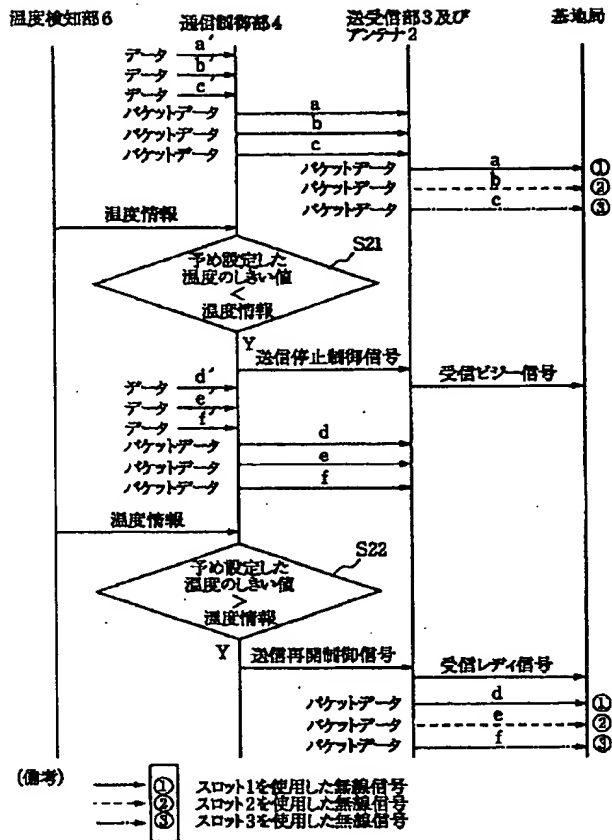 温度検知部6 送信制御部4 送受信部3及び 基地局
アンテナ2
データ a'
データ b'
データ c'
パケットデータ a
パケットデータ b
パケットデータ c
パケットデータ a ①
パケットデータ b ②
パケットデータ c ③
温度情報
S21
予め設定した
温度のしきい値
<
温度情報
Y
送信停止制御信号
受信ビジー信号
データ d'
データ e'
データ f'
パケットデータ d
パケットデータ e
パケットデータ f
温度情報
S22
予め設定した
温度のしきい値
>
温度情報
Y
送信再開制御信号
受信レディ信号
パケットデータ d ①
パケットデータ e ②
パケットデータ f ③
(備考)
① スロット1を使用した無線信号
② スロット2を使用した無線信号
③ スロット3を使用した無線信号